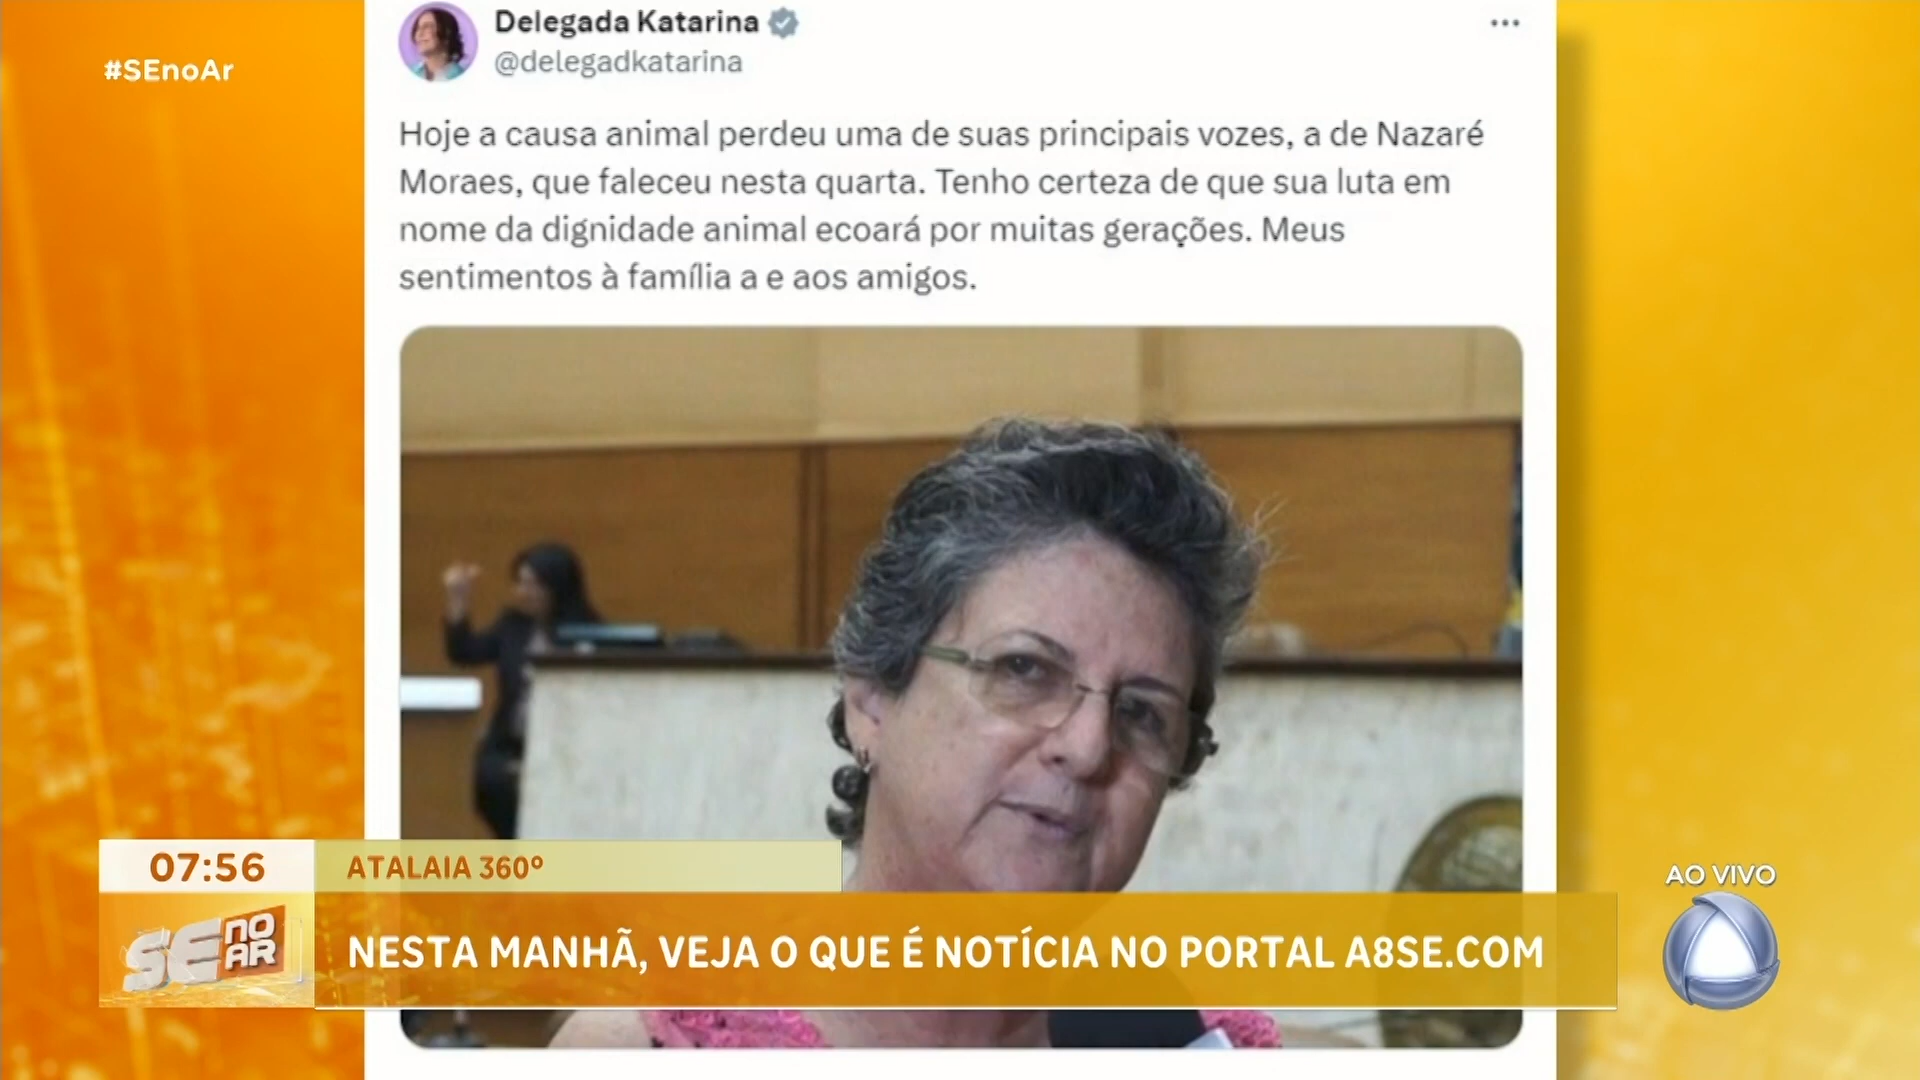 #SEnoAr
Delegada Katarina
@delegadkatarina
Hoje a causa animal perdeu uma de suas principais vozes, a de Nazaré
Moraes, que faleceu nesta quarta. Tenho certeza de que sua luta em
nome da dignidade animal ecoará por muitas gerações. Meus
sentimentos à família a e aos amigos.
07:56
ATALAIA 360º
SE NO AR
NESTA MANHÃ, VEJA O QUE É NOTÍCIA NO PORTAL A8SE.COM
AO VIVO